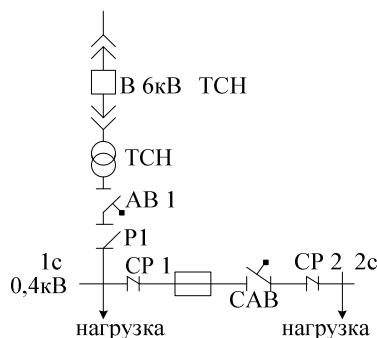 В 6кВ ТСН
ТСН
АВ 1
Р1
1с
СР 1
СР 2
2с
0,4кВ
САВ
нагрузка
нагрузка